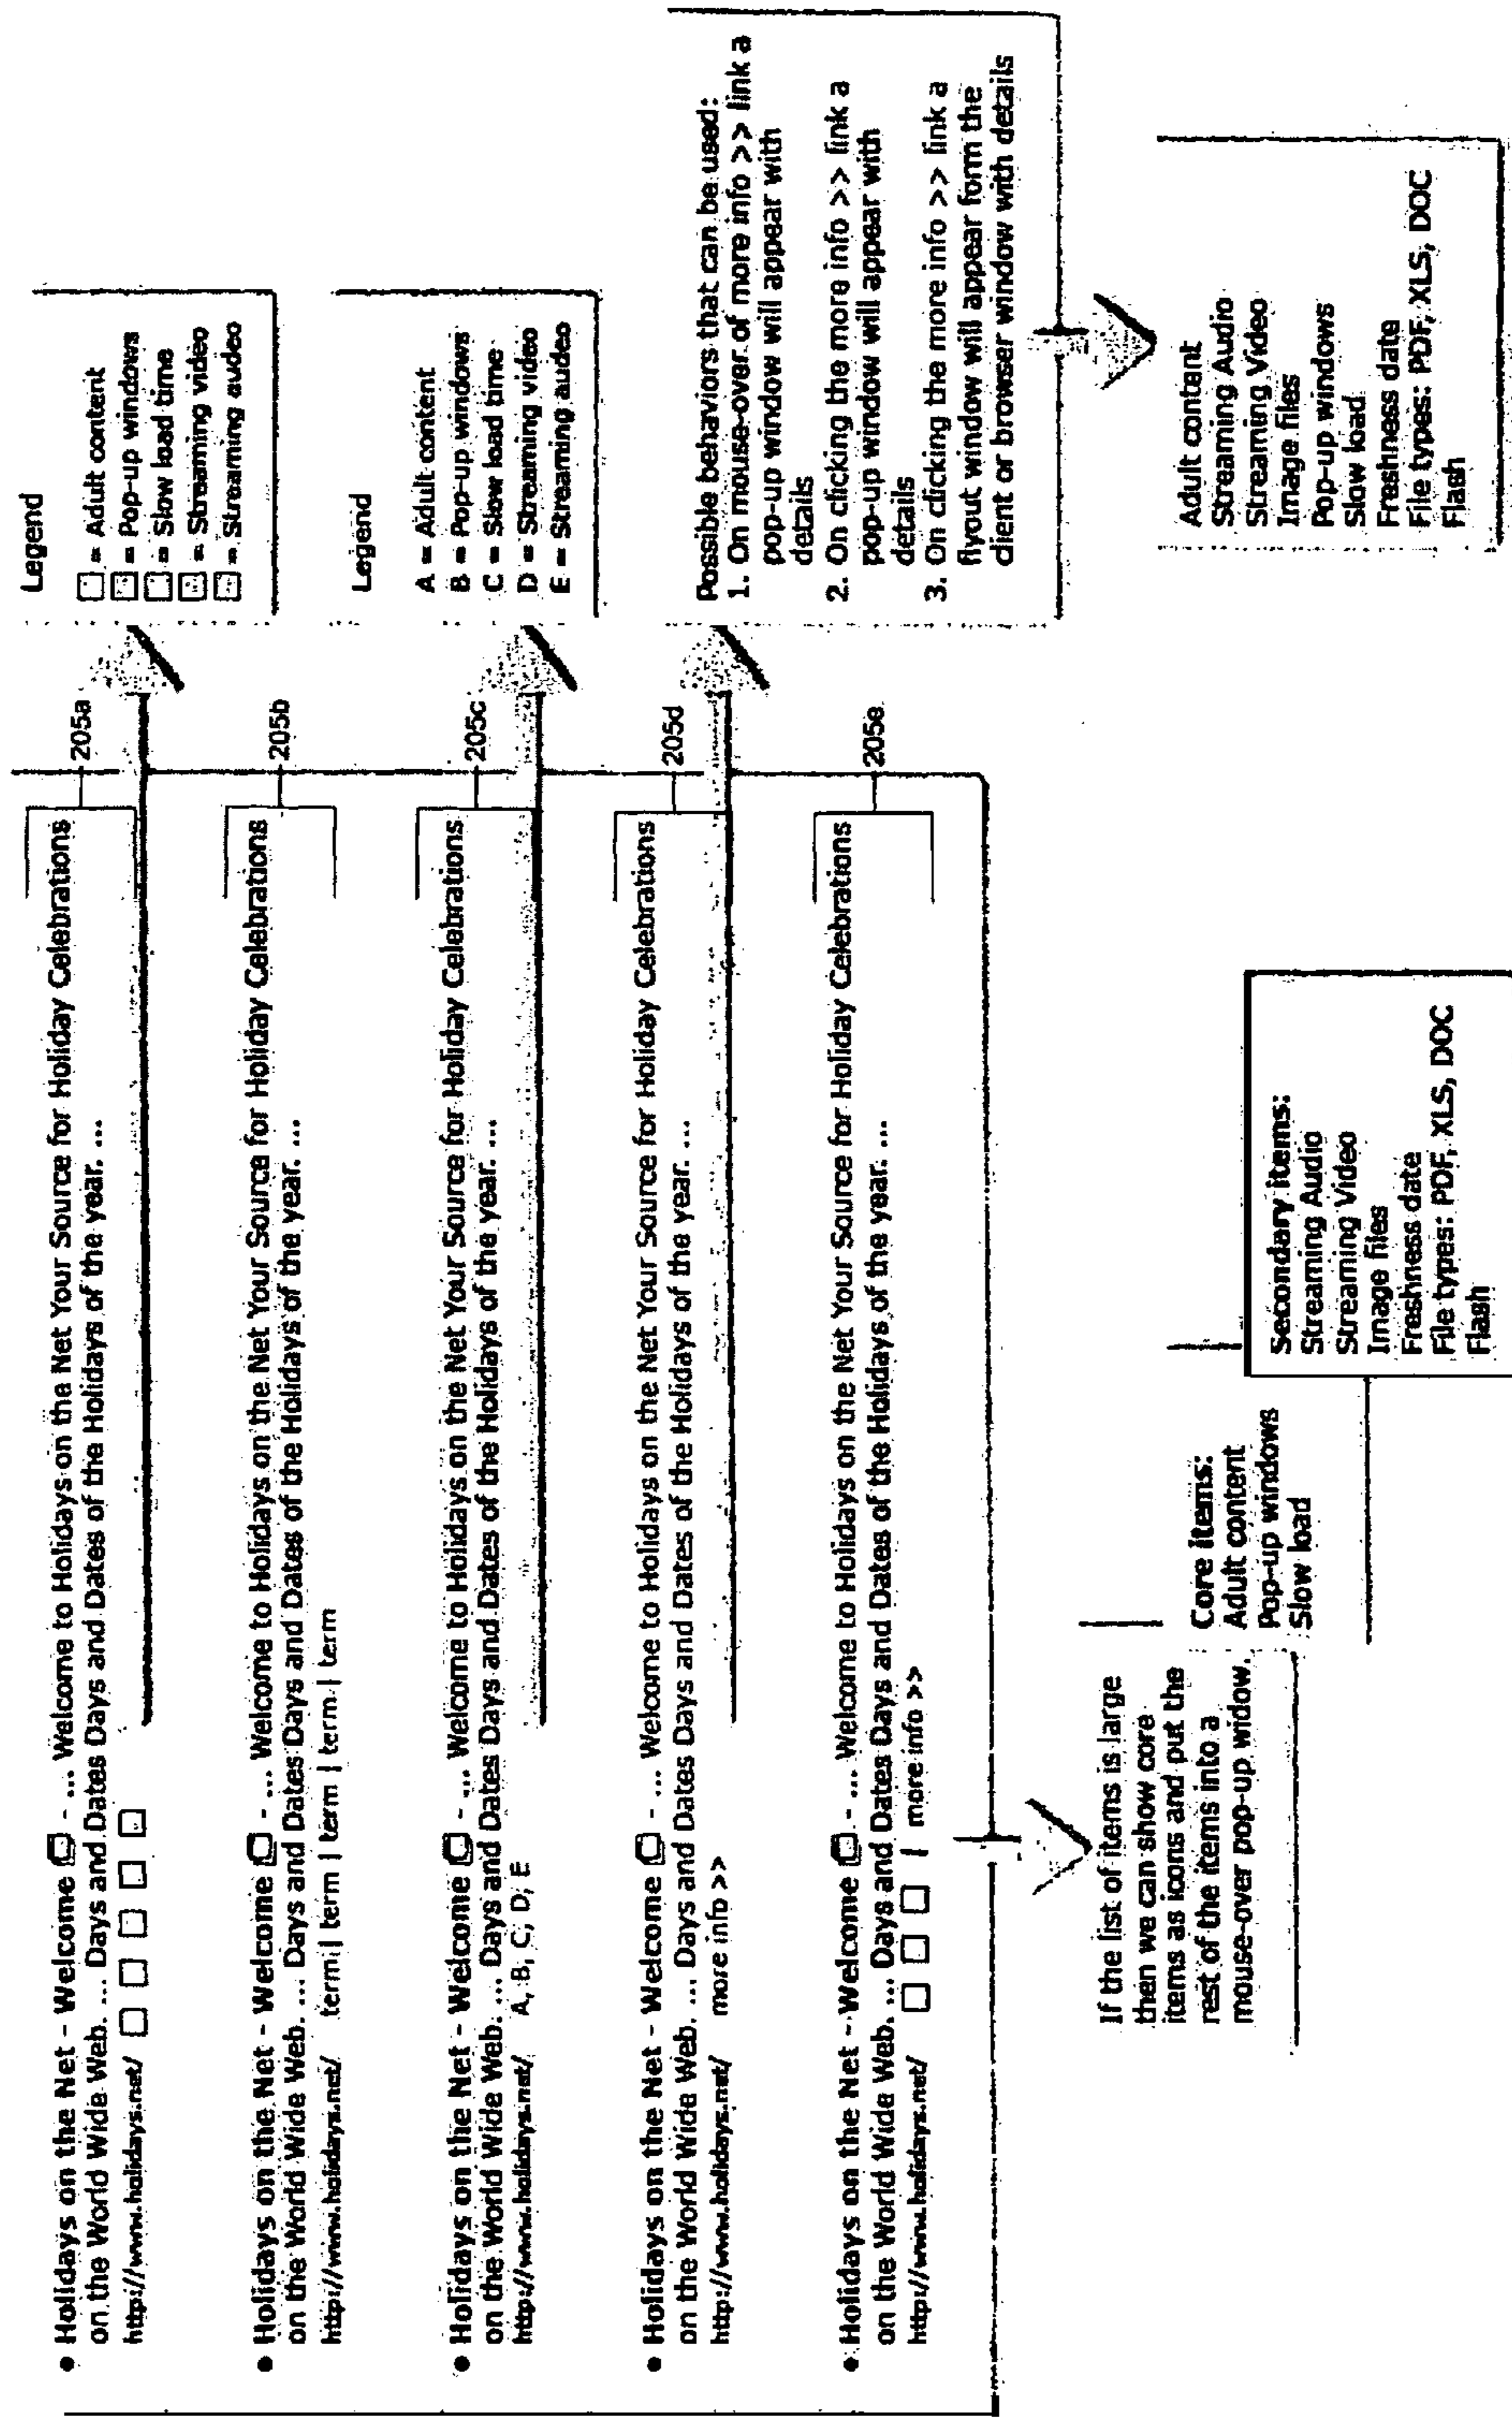 • Holidays on the Net - Welcome - ... Welcome to Holidays on the Net Your Source for Holiday Celebrations
on the World Wide Web. ... Days and Dates Days and Dates of the Holidays of the year. ...
http://www.holidays.net/
205a
• Holidays on the Net - Welcome - ... Welcome to Holidays on the Net Your Source for Holiday Celebrations
on the World Wide Web. ... Days and Dates Days and Dates of the Holidays of the year. ...
http://www.holidays.net/ term | term | term | term | term
205b
• Holidays on the Net - Welcome - ... Welcome to Holidays on the Net Your Source for Holiday Celebrations
on the World Wide Web. ... Days and Dates Days and Dates of the Holidays of the year. ...
http://www.holidays.net/ A, B, C, D, E
205c
• Holidays on the Net - Welcome - ... Welcome to Holidays on the Net Your Source for Holiday Celebrations
on the World Wide Web. ... Days and Dates Days and Dates of the Holidays of the year. ...
http://www.holidays.net/ more info >>
205d
• Holidays on the Net - Welcome - ... Welcome to Holidays on the Net Your Source for Holiday Celebrations
on the World Wide Web. ... Days and Dates Days and Dates of the Holidays of the year. ...
http://www.holidays.net/ | more info >>
205e
Legend
= Adult content
= Pop-up windows
= Slow load time
= Streaming video
= Streaming audeo
Legend
A = Adult content
B = Pop-up windows
C = Slow load time
D = Streaming video
E = Streaming audeo
Possible behaviors that can be used:
1. On mouse-over of more info >> link a
pop-up window will appear with
details
2. On clicking the more info >> link a
pop-up window will appear with
details
3. On clicking the more info >> link a
flyout window will appear form the
client or browser window with details
Adult content
Streaming Audio
Streaming Video
Image files
Pop-up windows
Slow load
Freshness date
File types: PDF, XLS, DOC
Flash
If the list of items is large
then we can show core
items as icons and put the
rest of the items into a
mouse-over pop-up widow.
Core items:
Adult content
Pop-up windows
Slow load
Secondary items:
Streaming Audio
Streaming Video
Image files
Freshness date
File types: PDF, XLS, DOC
Flash